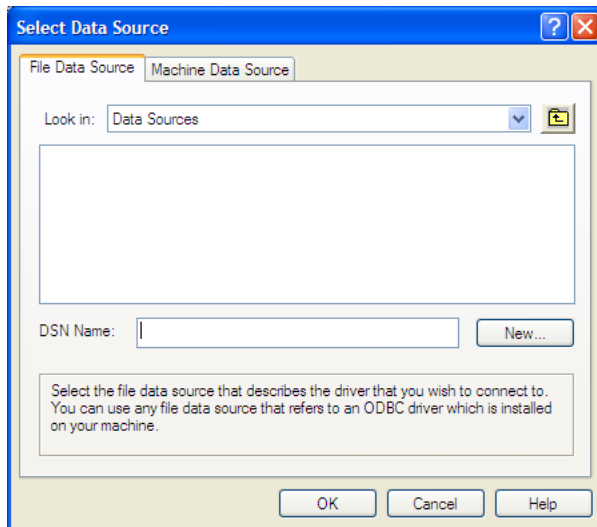 Select Data Source
File Data Source Machine Data Source
Look in: Data Sources
DSN Name: New...
Select the file data source that describes the driver that you wish to connect to.
You can use any file data source that refers to an ODBC driver which is installed
on your machine.
OK Cancel Help